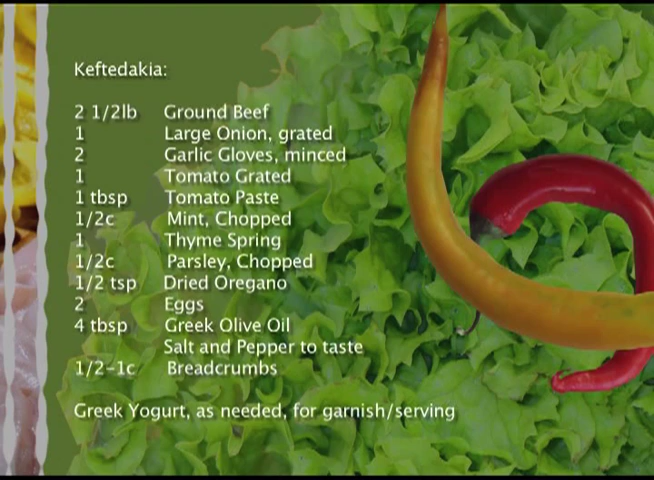 Keftedakia:
2 1/2lb Ground Beef
1 Large Onion, grated
2 Garlic Gloves, minced
1 Tomato Grated
1 tbsp Tomato Paste
1/2c Mint, Chopped
1 Thyme Spring
1/2c Parsley, Chopped
1/2 tsp Dried Oregano
2 Eggs
4 tbsp Greek Olive Oil
Salt and Pepper to taste
1/2-1c Breadcrumbs
Greek Yogurt, as needed, for garnish/serving